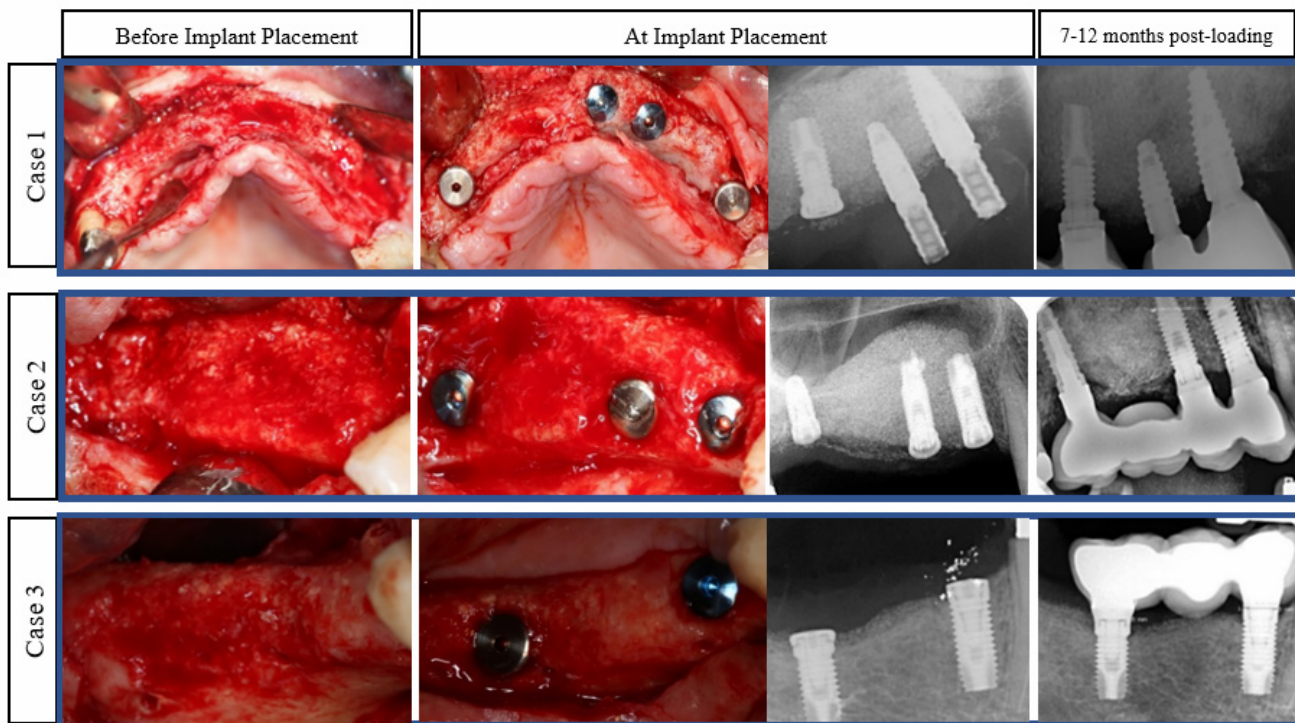 Before Implant Placement
At Implant Placement
7-12 months post-loading
Case 1
Case 2
Case 3